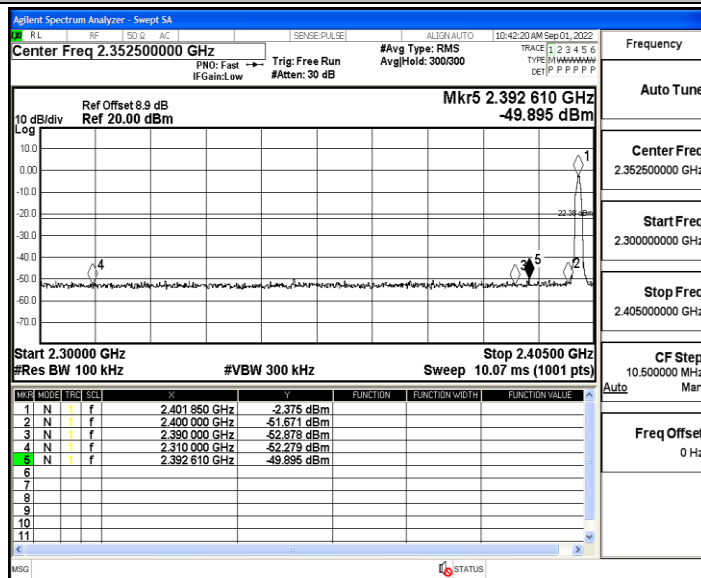 Agilent Spectrum Analyzer - Swept SA
RL RF 50 Ω AC SENSE:PULSE ALIGN AUTO 10:42:20 AM Sep 01, 2022
Center Freq 2.352500000 GHz
PNO: Fast
IFGain:Low
Trig: Free Run
#Atten: 30 dB
#Avg Type: RMS
Avg|Hold: 300/300
TRACE 1 2 3 4 5 6
TYPE MWWWWW
DET P P P P P P
Ref Offset 8.9 dB
Ref 20.00 dBm
10 dB/div
Log
Mkr5 2.392 610 GHz
-49.895 dBm
10.0
0.00
-10.0
-20.0
-30.0
-40.0
-50.0
-60.0
-70.0
1
22.38 dBm
4
3
5
2
Start 2.30000 GHz
Stop 2.40500 GHz
#Res BW 100 kHz
#VBW 300 kHz
Sweep 10.07 ms (1001 pts)
MKR MODE TRC SCL X Y FUNCTION FUNCTION WIDTH FUNCTION VALUE
1 N 1 f 2.401 850 GHz -2.375 dBm
2 N 1 f 2.400 000 GHz -51.671 dBm
3 N 1 f 2.390 000 GHz -52.878 dBm
4 N 1 f 2.310 000 GHz -52.279 dBm
5 N 1 f 2.392 610 GHz -49.895 dBm
6
7
8
9
10
11
MSG
STATUS
Frequency
Auto Tune
Center Freq
2.352500000 GHz
Start Freq
2.300000000 GHz
Stop Freq
2.405000000 GHz
CF Step
10.500000 MHz
Auto Man
Freq Offset
0 Hz